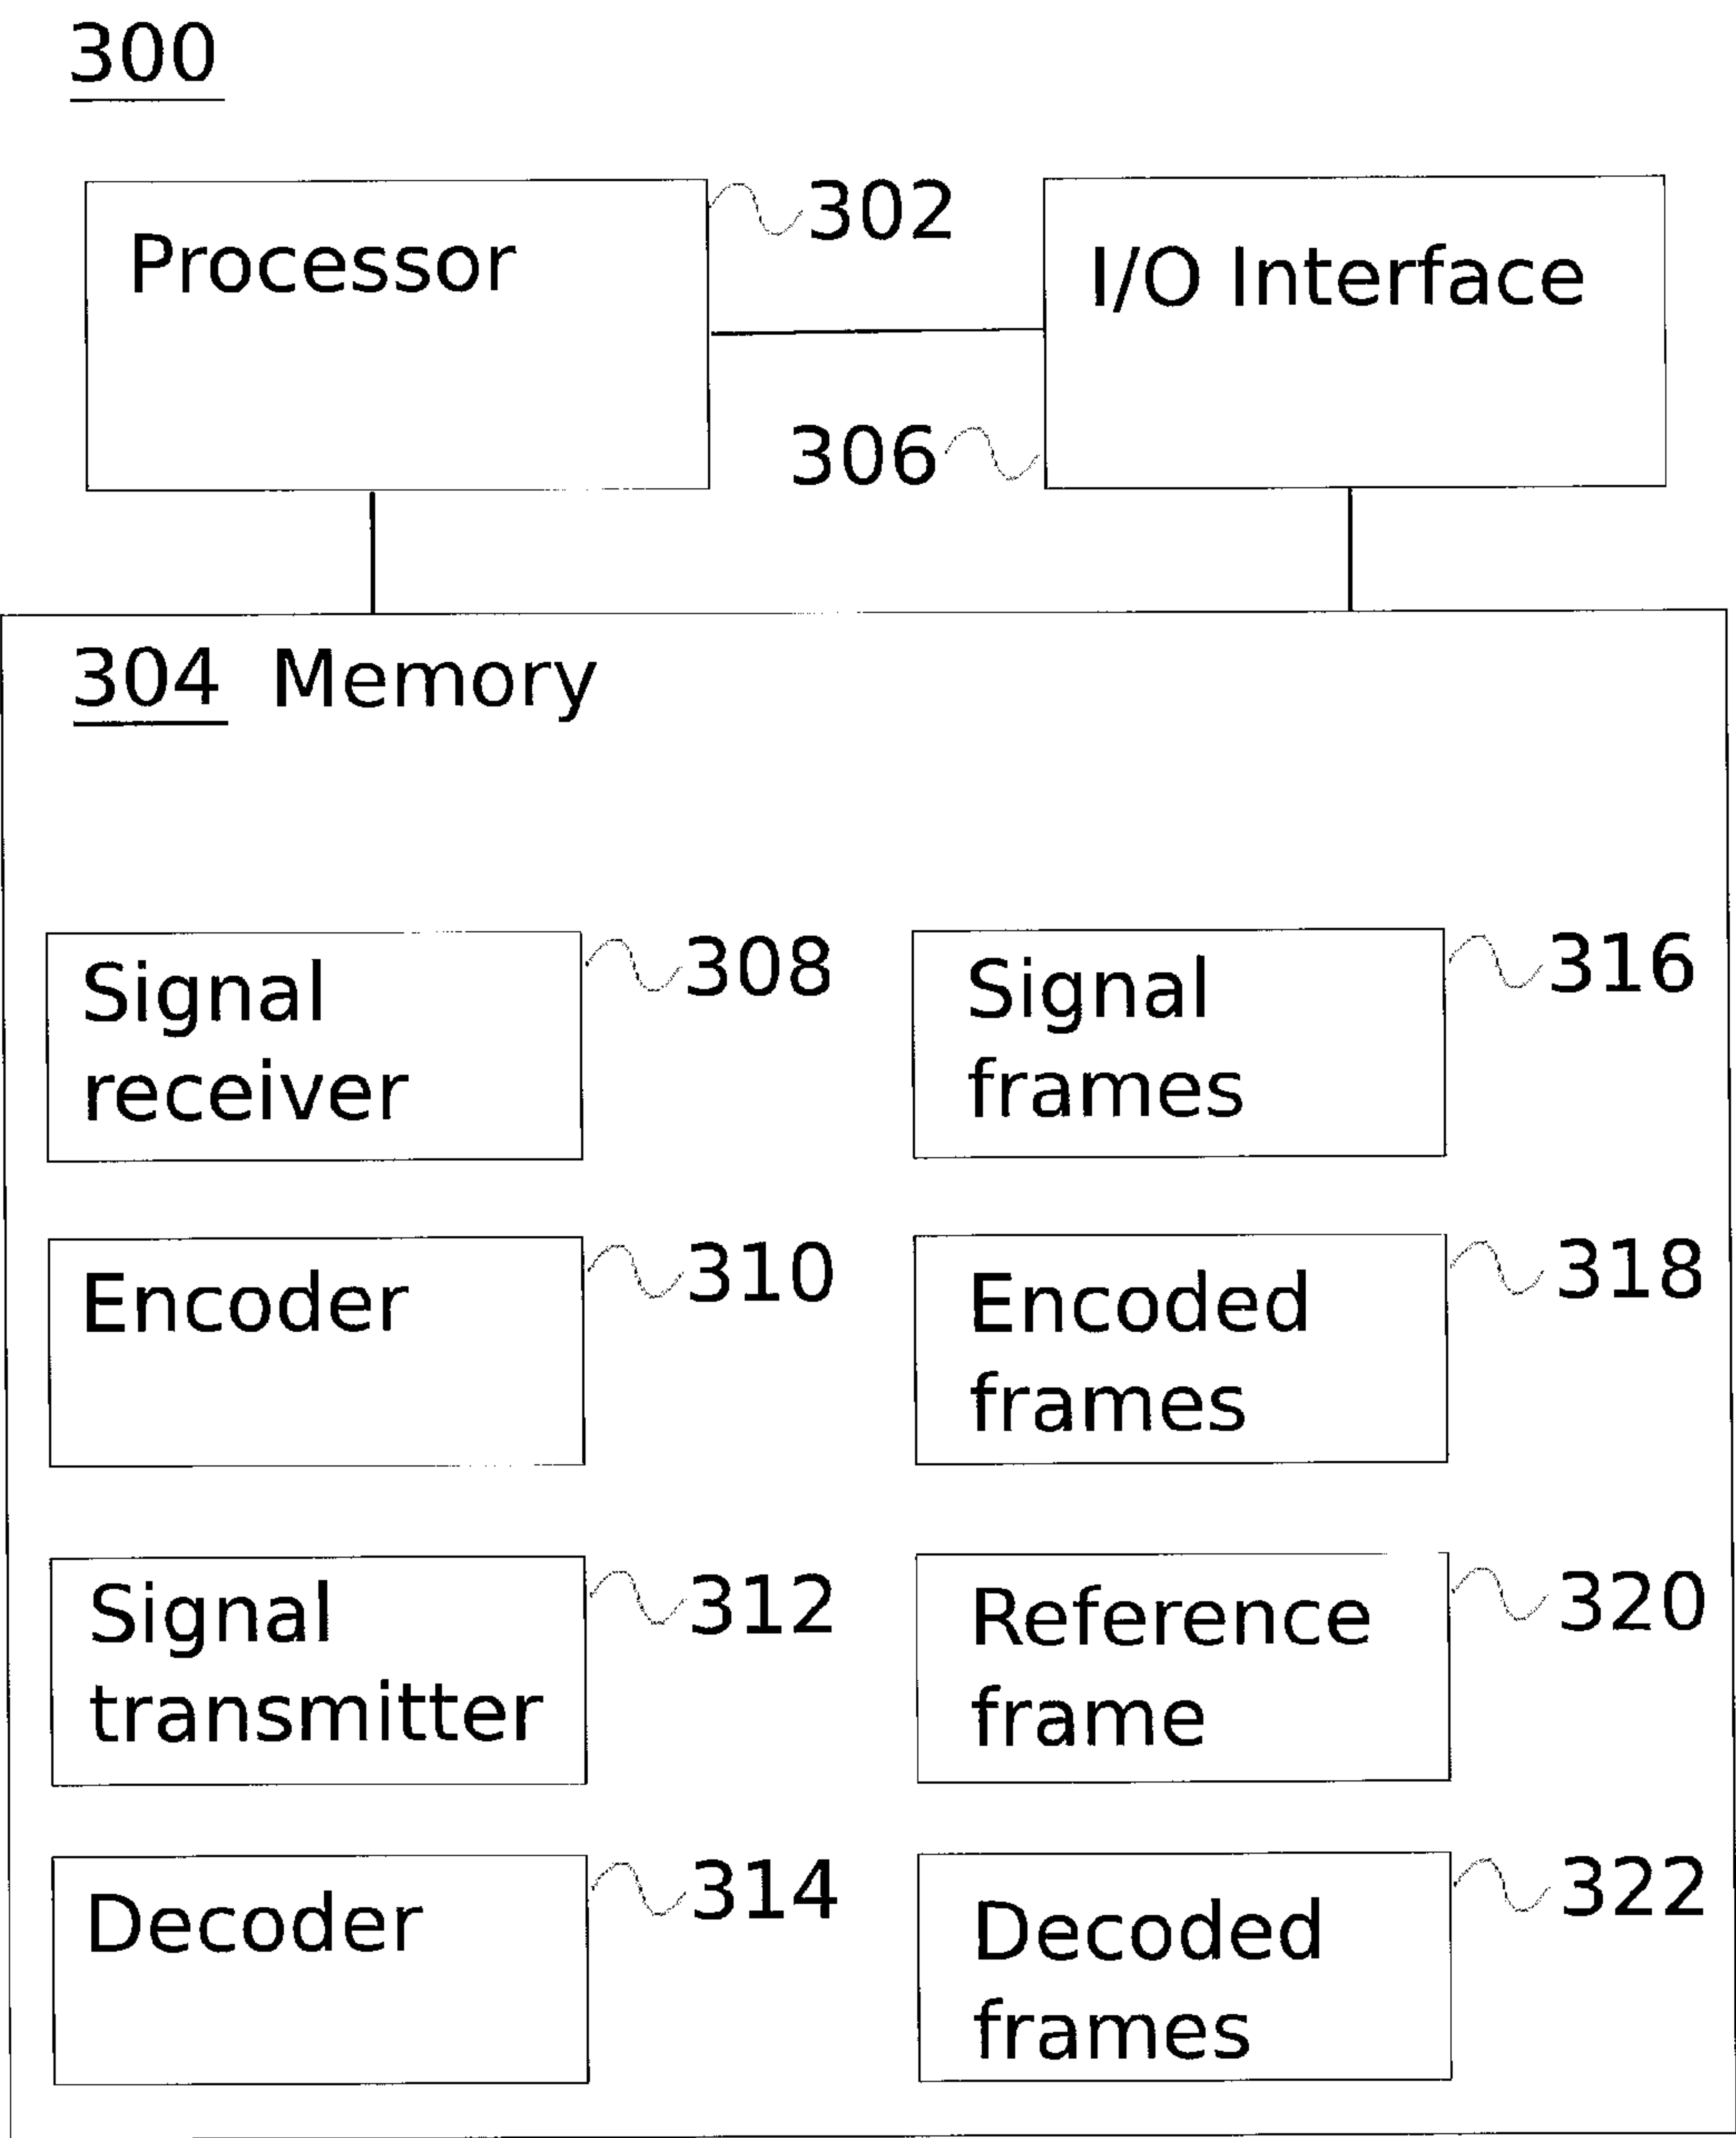 300
Processor
302
I/O Interface
306
304 Memory
Signal
receiver
308
Signal
frames
316
Encoder
310
Encoded
frames
318
Signal
transmitter
312
Reference
frame
320
Decoder
314
Decoded
frames
322